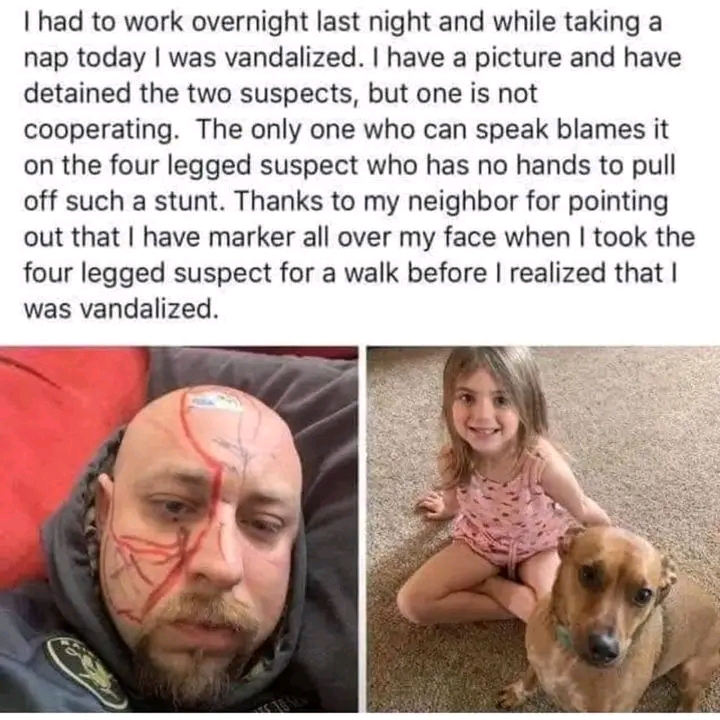 I had to work overnight last night and while taking a
nap today I was vandalized. I have a picture and have
detained the two suspects, but one is not
cooperating.  The only one who can speak blames it
on the four legged suspect who has no hands to pull
off such a stunt. Thanks to my neighbor for pointing
out that I have marker all over my face when I took the
four legged suspect for a walk before I realized that I
was vandalized.